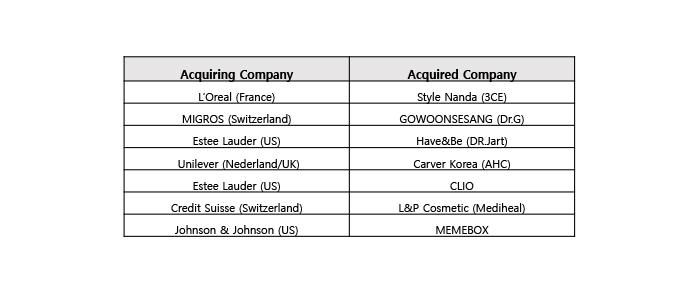 Acquiring Company Acquired Company
L'Oreal (France) Style Nanda (3CE)
MIGROS (Switzerland) GOWOONSESANG (Dr.G)
Estee Lauder (US) Have&Be (DR.Jart)
Unilever (Nederland/UK) Carver Korea (AHC)
Estee Lauder (US) CLIO
Credit Suisse (Switzerland) L&P Cosmetic (Mediheal)
Johnson & Johnson (US) MEMEBOX